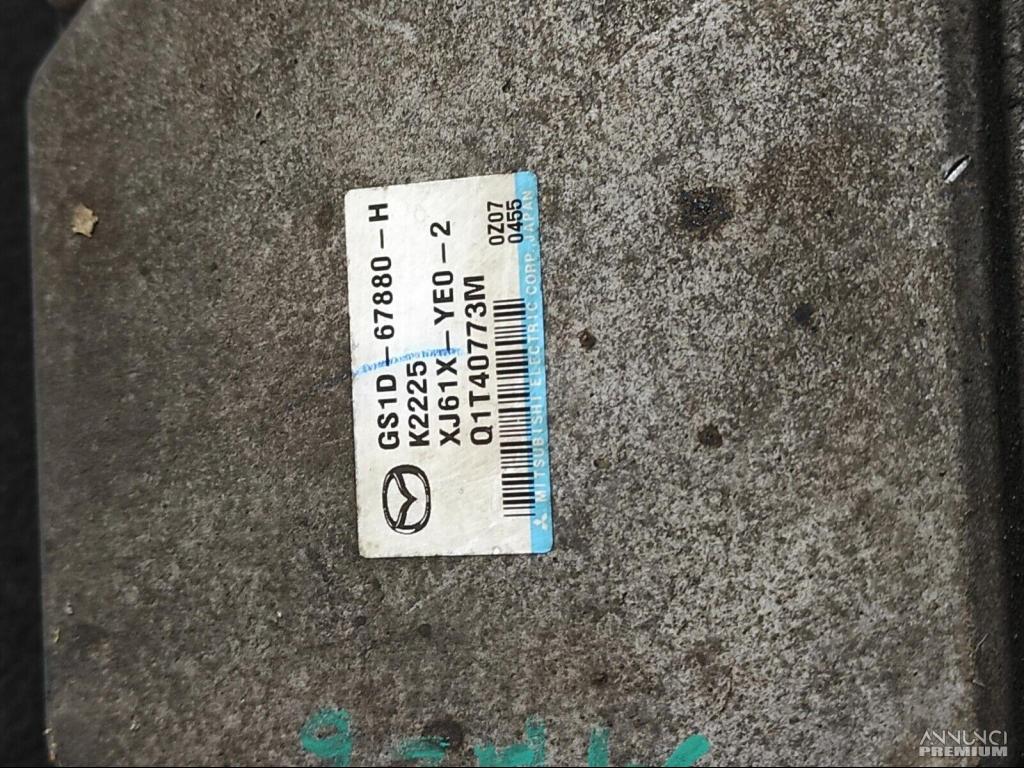 GS1D-67880-H
K2225
XJ61X-YE0-2
Q1T40773M
0Z07
0455
MITSUBISHI ELECTRIC CORP. JAPAN
ANNUNCI
PREMIUM